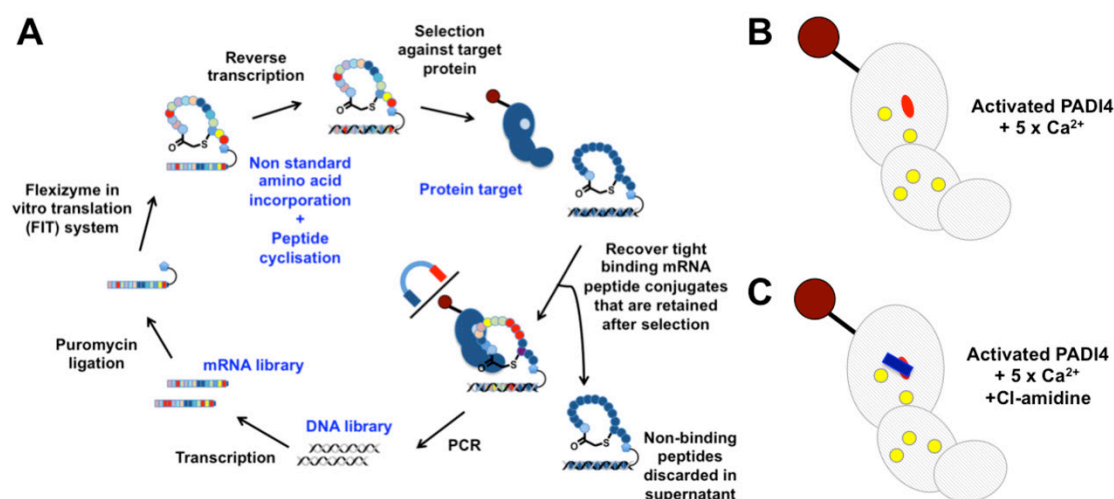 A
Reverse
transcription
Selection
against target
protein
Non standard
amino acid
incorporation
+
Peptide
cyclisation
Protein target
Flexizyme in
vitro translation
(FIT) system
Recover tight
binding mRNA
peptide conjugates
that are retained
after selection
Puromycin
ligation
mRNA library
DNA library
Transcription
PCR
Non-binding
peptides
discarded in
supernatant
O
S
O
S
O
S
O
S
O
S
B
Activated PADI4
+ 5 x Ca²⁺
C
Activated PADI4
+ 5 x Ca²⁺
+Cl-amidine